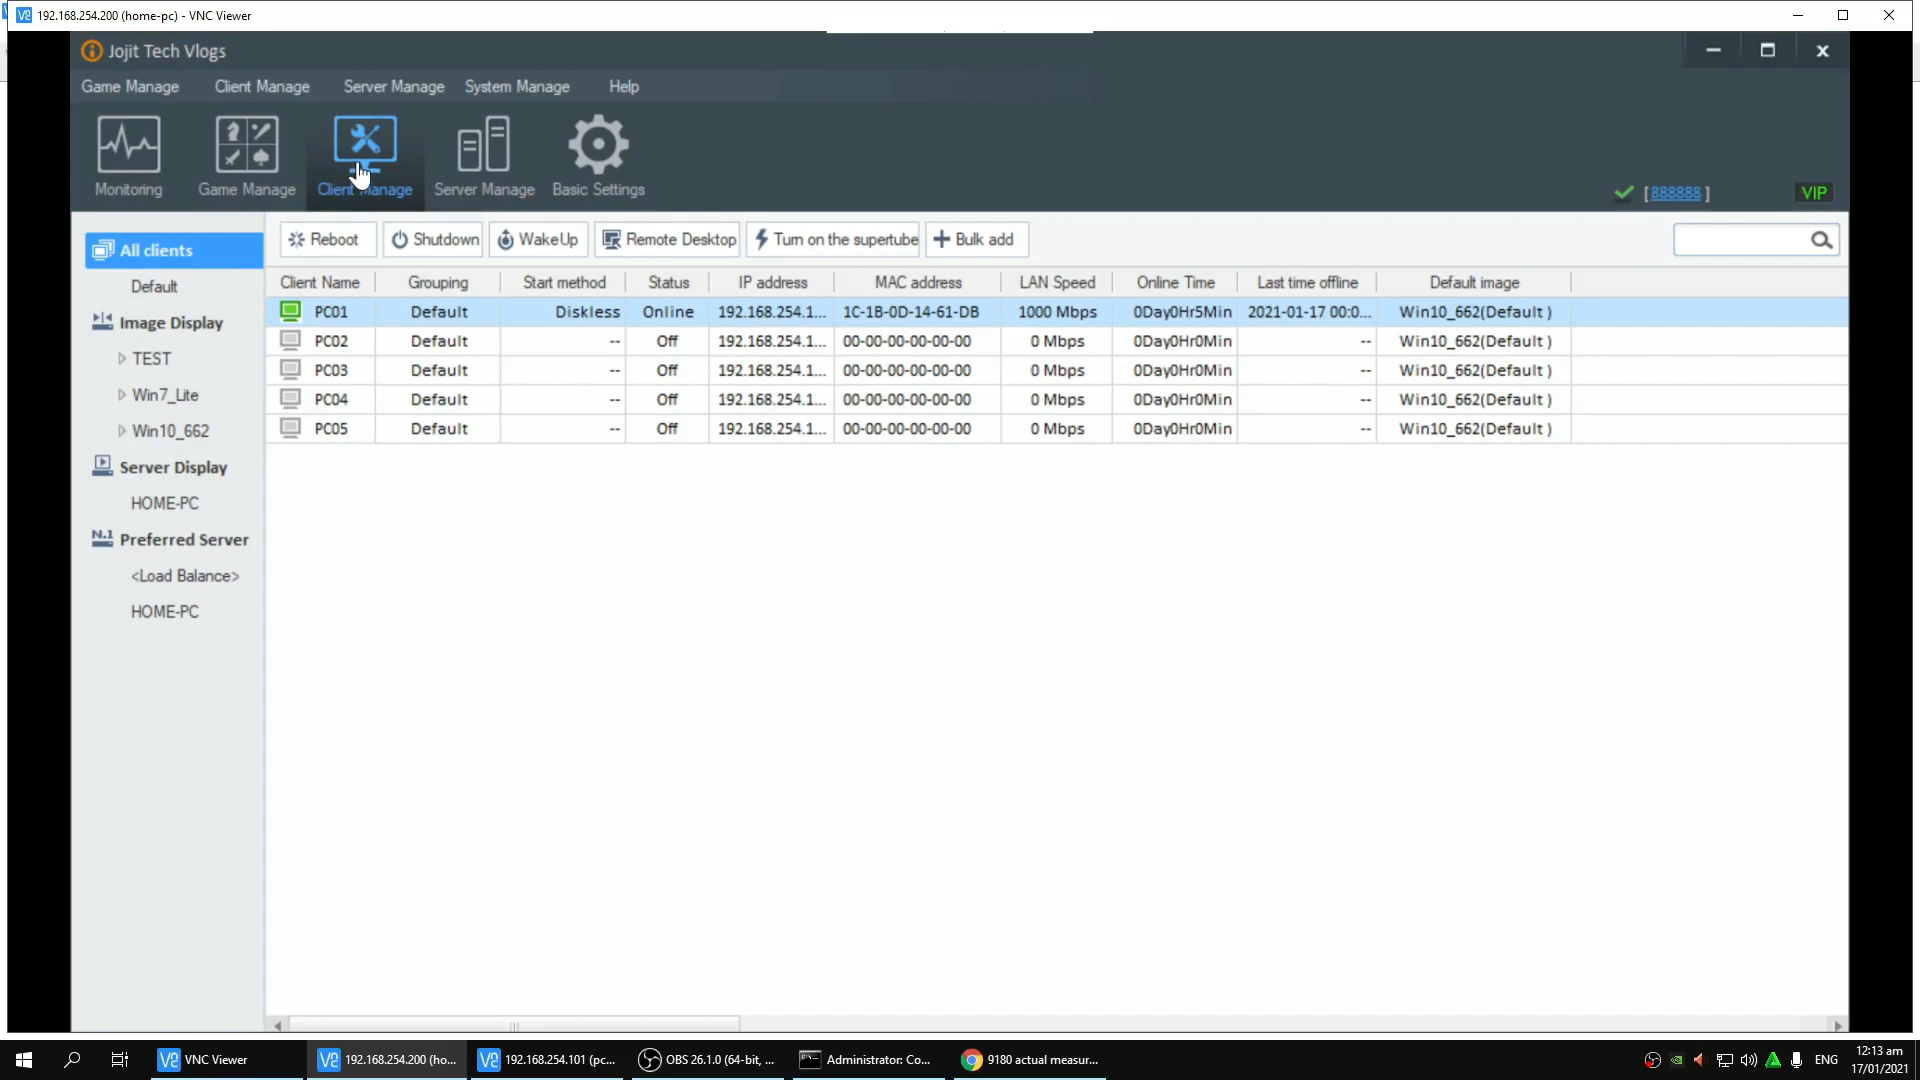 192.168.254.200 (home-pc) - VNC Viewer
Jojit Tech Vlogs
Game Manage Client Manage Server Manage System Manage Help
Monitoring Game Manage Client Manage Server Manage Basic Settings
[888888] VIP
Reboot Shutdown WakeUp Remote Desktop Turn on the supertube Bulk add
All clients
Default
Image Display
TEST
Win7_Lite
Win10_662
Server Display
HOME-PC
N.1 Preferred Server
<Load Balance>
HOME-PC
Client Name Grouping Start method Status IP address MAC address LAN Speed Online Time Last time offline Default image
PC01 Default Diskless Online 192.168.254.1... 1C-1B-0D-14-61-DB 1000 Mbps 0Day0Hr5Min 2021-01-17 00:0... Win10_662(Default )
PC02 Default -- Off 192.168.254.1... 00-00-00-00-00-00 0 Mbps 0Day0Hr0Min -- Win10_662(Default )
PC03 Default -- Off 192.168.254.1... 00-00-00-00-00-00 0 Mbps 0Day0Hr0Min -- Win10_662(Default )
PC04 Default -- Off 192.168.254.1... 00-00-00-00-00-00 0 Mbps 0Day0Hr0Min -- Win10_662(Default )
PC05 Default -- Off 192.168.254.1... 00-00-00-00-00-00 0 Mbps 0Day0Hr0Min -- Win10_662(Default )
VNC Viewer 192.168.254.200 (ho... 192.168.254.101 (pc... OBS 26.1.0 (64-bit, ... Administrator: Co... 9180 actual measur... ENG
12:13 am
17/01/2021